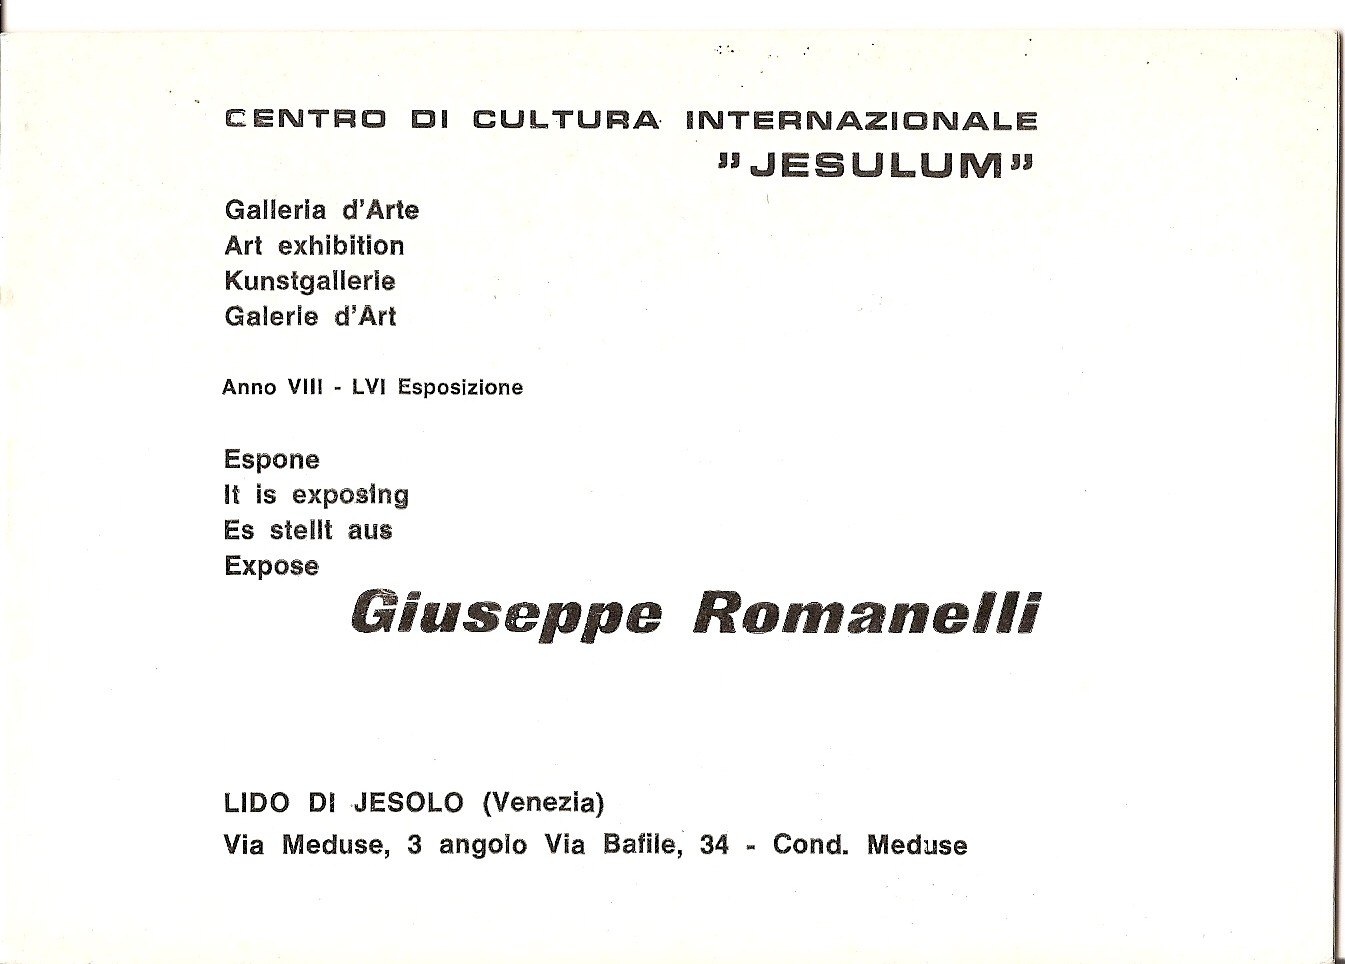 CENTRO DI CULTURA INTERNAZIONALE
"JESULUM"
Galleria d'Arte
Art exhibition
Kunstgallerie
Galerie d'Art
Anno VIII - LVI Esposizione
Espone
It is exposing
Es stellt aus
Expose
Giuseppe Romanelli
LIDO DI JESOLO (Venezia)
Via Meduse, 3 angolo Via Bafile, 34 - Cond. Meduse